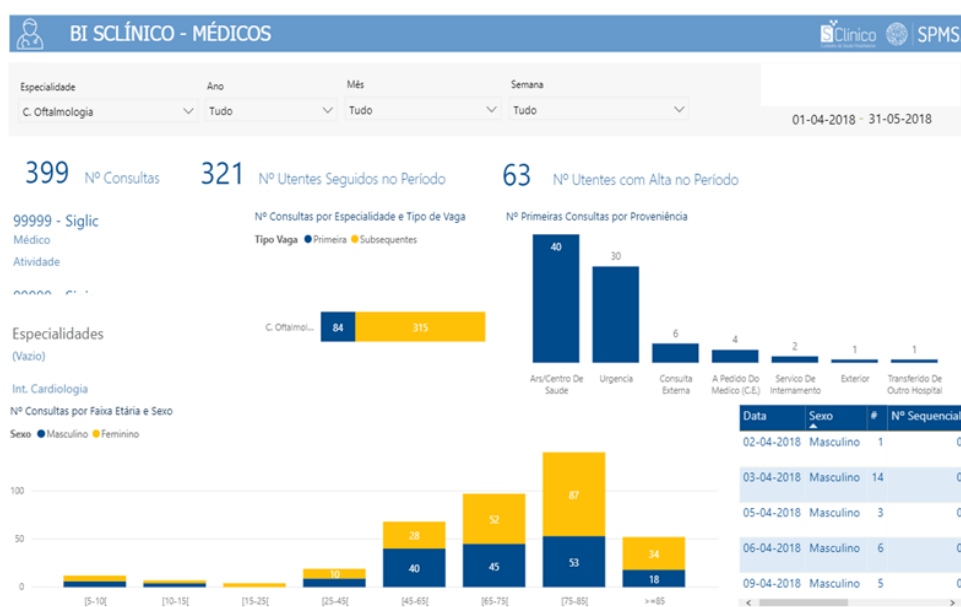 BI SCLÍNICO - MÉDICOS
SClínico
SPMS
Especialidade
Ano
Mês
Semana
C. Oftalmologia
Tudo
Tudo
Tudo
01-04-2018 - 31-05-2018
399 Nº Consultas
321 Nº Utentes Seguidos no Período
63 Nº Utentes com Alta no Período
99999 - Siglic
Médico
Atividade
Nº Consultas por Especialidade e Tipo de Vaga
Tipo Vaga Primeira Subsequentes
C. Oftalmol...
84
315
Nº Primeiras Consultas por Proveniência
40
30
6
4
2
1
1
Ars/Centro De Saude
Urgencia
Consulta Externa
A Pedido Do Medico (C.E.)
Servico De Internamento
Exterior
Transferido De Outro Hospital
Especialidades
(Vazio)
Int. Cardiologia
Nº Consultas por Faixa Etária e Sexo
Sexo Masculino Feminino
100
50
0
10
28
40
52
45
87
53
34
18
[5-10[
[10-15[
[15-25[
[25-45[
[45-65[
[65-75[
[75-85[
>=85
Data Sexo # Nº Sequencial
02-04-2018 Masculino 1 0
03-04-2018 Masculino 14 0
05-04-2018 Masculino 3 0
06-04-2018 Masculino 6 0
09-04-2018 Masculino 5 0